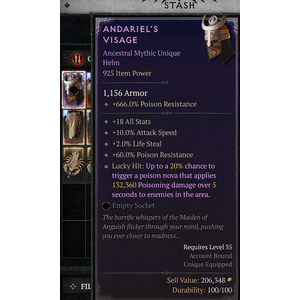 STASH
ANDARIEL'S
VISAGE
Ancestral Mythic Unique
Helm
925 Item Power
1,156 Armor
+666.0% Poison Resistance
+18 All Stats
+10.0% Attack Speed
+2.0% Life Steal
+60.0% Poison Resistance
Lucky Hit: Up to a 20% chance to
trigger a poison nova that applies
132,360 Poisoning damage over 5
seconds to enemies in the area.
Empty Socket
The horrific whispers of the Maiden of
Anguish flicker through your mind, pushing
you ever closer to madness...
Requires Level 35
Account Bound
Unique Equipped
Sell Value: 206,348
Durability: 100/100